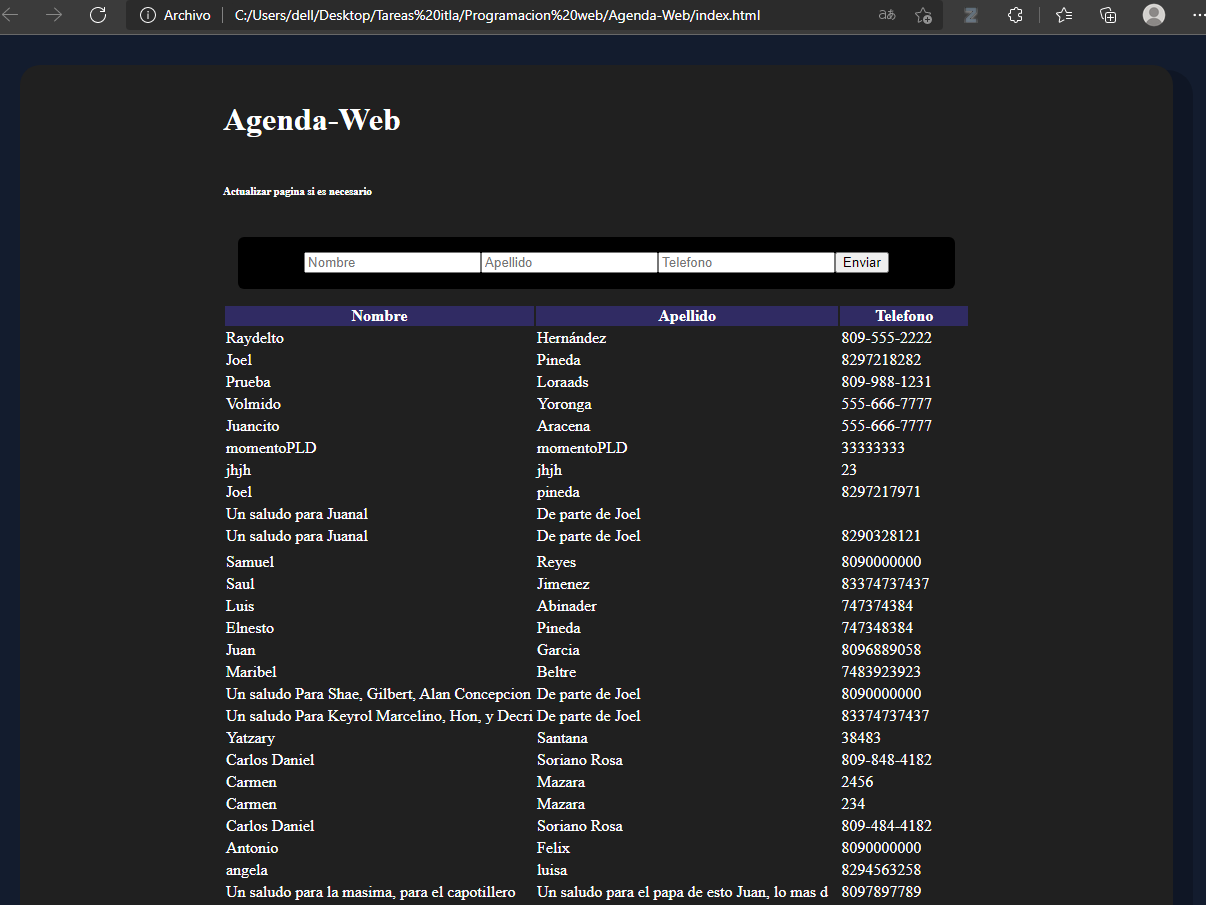 Archivo C:/Users/dell/Desktop/Tareas%20itla/Programacion%20web/Agenda-Web/index.html
Agenda-Web
Actualizar pagina si es necesario
Nombre Apellido Telefono Enviar
Nombre Apellido Telefono
Raydelto Hernández 809-555-2222
Joel Pineda 8297218282
Prueba Loraads 809-988-1231
Volmido Yoronga 555-666-7777
Juancito Aracena 555-666-7777
momentoPLD momentoPLD 33333333
jhjh jhjh 23
Joel pineda 8297217971
Un saludo para Juanal De parte de Joel
Un saludo para Juanal De parte de Joel 8290328121
Samuel Reyes 8090000000
Saul Jimenez 83374737437
Luis Abinader 747374384
Elnesto Pineda 747348384
Juan Garcia 8096889058
Maribel Beltre 7483923923
Un saludo Para Shae, Gilbert, Alan Concepcion De parte de Joel 8090000000
Un saludo Para Keyrol Marcelino, Hon, y Decri De parte de Joel 83374737437
Yatzary Santana 38483
Carlos Daniel Soriano Rosa 809-848-4182
Carmen Mazara 2456
Carmen Mazara 234
Carlos Daniel Soriano Rosa 809-484-4182
Antonio Felix 8090000000
angela luisa 8294563258
Un saludo para la masima, para el capotillero Un saludo para el papa de esto Juan, lo mas d 8097897789